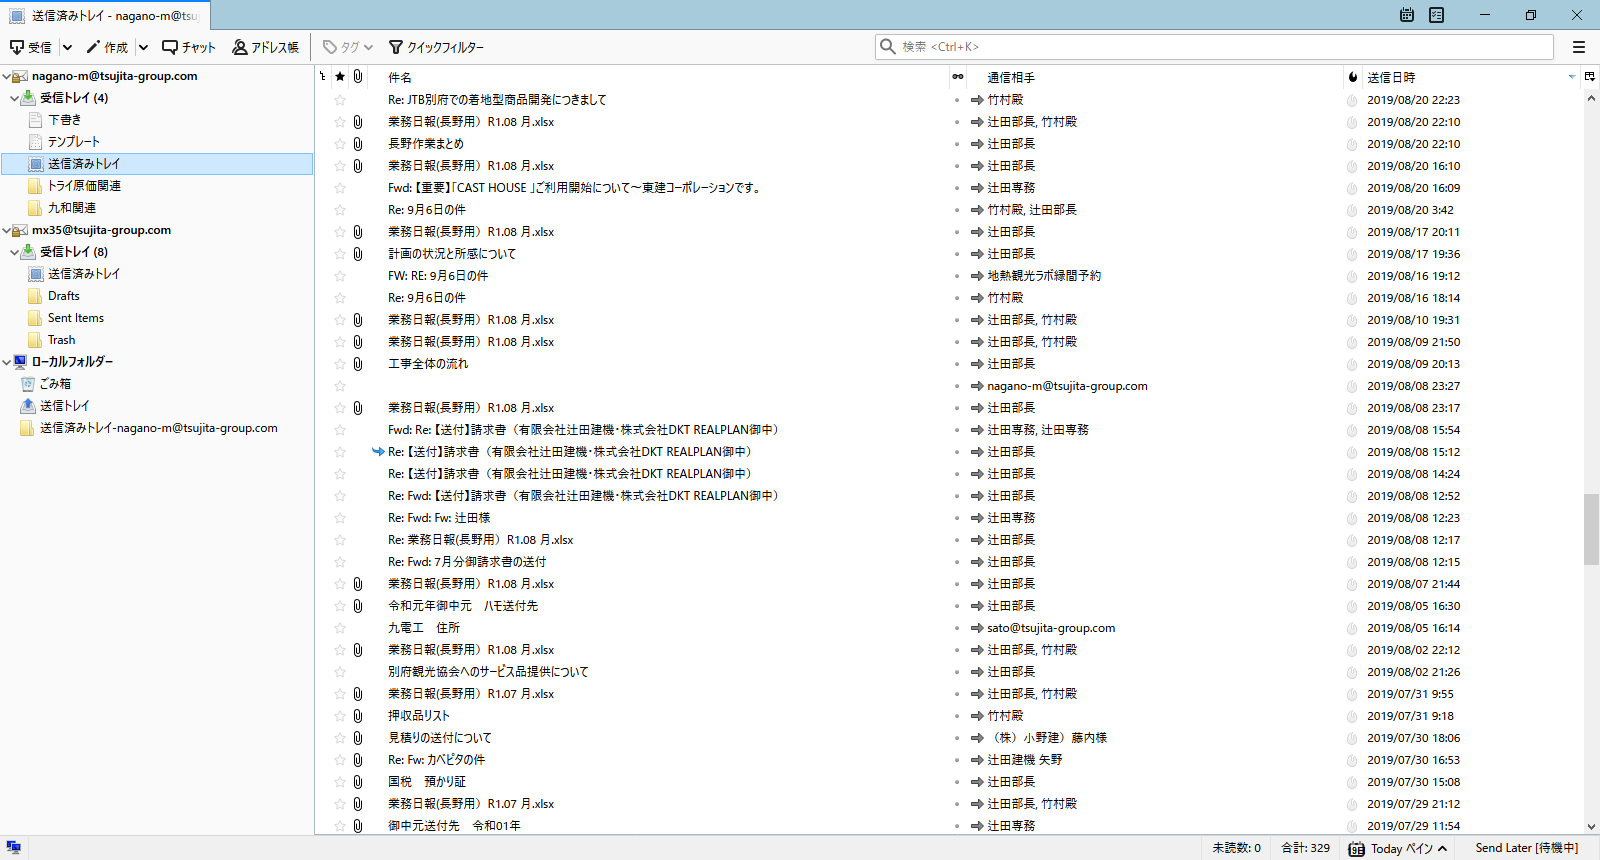 送信済みトレイ - nagano-m@tsu
受信 作成 チャット アドレス帳 タグ クイックフィルター 検索 <Ctrl+K>
nagano-m@tsujita-group.com
受信トレイ (4)
下書き
テンプレート
送信済みトレイ
トライ原価関連
九和関連
mx35@tsujita-group.com
受信トレイ (8)
送信済みトレイ
Drafts
Sent Items
Trash
ローカルフォルダー
ごみ箱
送信トレイ
送信済みトレイ-nagano-m@tsujita-group.com
件名 通信相手 送信日時
Re: JTB別府での着地型商品開発につきまして 竹村殿 2019/08/20 22:23
業務日報(長野用）R1.08 月.xlsx 辻田部長, 竹村殿 2019/08/20 22:10
長野作業まとめ 辻田部長 2019/08/20 22:10
業務日報(長野用）R1.08 月.xlsx 辻田部長 2019/08/20 16:10
Fwd: 【重要】「CAST HOUSE 」ご利用開始について～東建コーポレーションです。 辻田専務 2019/08/20 16:09
Re: 9月6日の件 竹村殿, 辻田部長 2019/08/20 3:42
業務日報(長野用）R1.08 月.xlsx 辻田部長 2019/08/17 20:11
計画の状況と所感について 辻田部長 2019/08/17 19:36
FW: RE: 9月6日の件 地熱観光ラボ縁間予約 2019/08/16 19:12
Re: 9月6日の件 竹村殿 2019/08/16 18:14
業務日報(長野用）R1.08 月.xlsx 辻田部長, 竹村殿 2019/08/10 19:31
業務日報(長野用）R1.08 月.xlsx 辻田部長, 竹村殿 2019/08/09 21:50
工事全体の流れ 辻田部長 2019/08/09 20:13
nagano-m@tsujita-group.com 2019/08/08 23:27
業務日報(長野用）R1.08 月.xlsx 辻田部長 2019/08/08 23:17
Fwd: Re: 【送付】請求書（有限会社辻田建機・株式会社DKT REALPLAN御中） 辻田専務, 辻田専務 2019/08/08 15:54
Re: 【送付】請求書（有限会社辻田建機・株式会社DKT REALPLAN御中） 辻田部長 2019/08/08 15:12
Re: 【送付】請求書（有限会社辻田建機・株式会社DKT REALPLAN御中） 辻田部長 2019/08/08 14:24
Re: Fwd: 【送付】請求書（有限会社辻田建機・株式会社DKT REALPLAN御中） 辻田部長 2019/08/08 12:52
Re: Fwd: Fw: 辻田様 辻田専務 2019/08/08 12:23
Re: 業務日報(長野用）R1.08 月.xlsx 辻田部長 2019/08/08 12:17
Re: Fwd: 7月分御請求書の送付 辻田部長 2019/08/08 12:15
業務日報(長野用）R1.08 月.xlsx 辻田部長 2019/08/07 21:44
令和元年御中元　ハモ送付先 辻田部長 2019/08/05 16:30
九電工　住所 sato@tsujita-group.com 2019/08/05 16:14
業務日報(長野用）R1.08 月.xlsx 辻田部長, 竹村殿 2019/08/02 22:12
別府観光協会へのサービス品提供について 辻田部長 2019/08/02 21:26
業務日報(長野用）R1.07 月.xlsx 辻田部長, 竹村殿 2019/07/31 9:55
押収品リスト 竹村殿 2019/07/31 9:18
見積りの送付について （株）小野建）藤内様 2019/07/30 18:06
Re: Fw: カベピタの件 辻田建機 矢野 2019/07/30 16:53
国税　預かり証 辻田部長 2019/07/30 15:08
業務日報(長野用）R1.07 月.xlsx 辻田部長, 竹村殿 2019/07/29 21:12
御中元送付先　令和01年 辻田専務 2019/07/29 11:54
未読数: 0 合計: 329 Today ペイン Send Later [待機中]